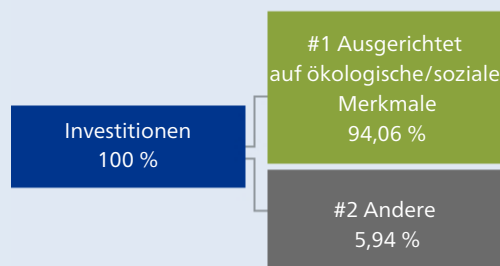 Investitionen
100 %
#1 Ausgerichtet
auf ökologische/soziale
Merkmale
94,06 %
#2 Andere
5,94 %